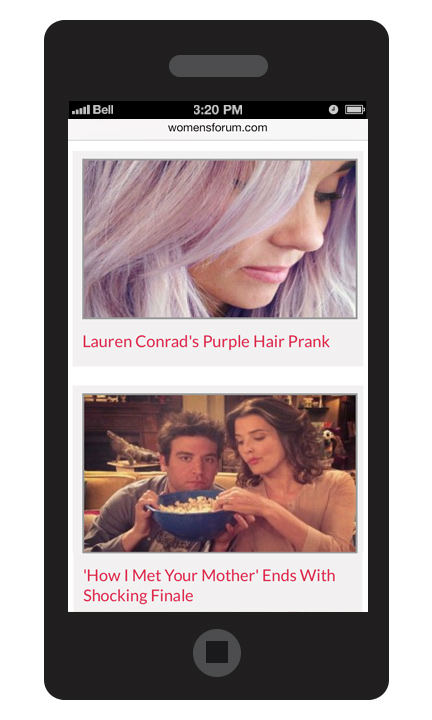 Bell 3:20 PM
womensforum.com
Lauren Conrad's Purple Hair Prank
'How I Met Your Mother' Ends With
Shocking Finale